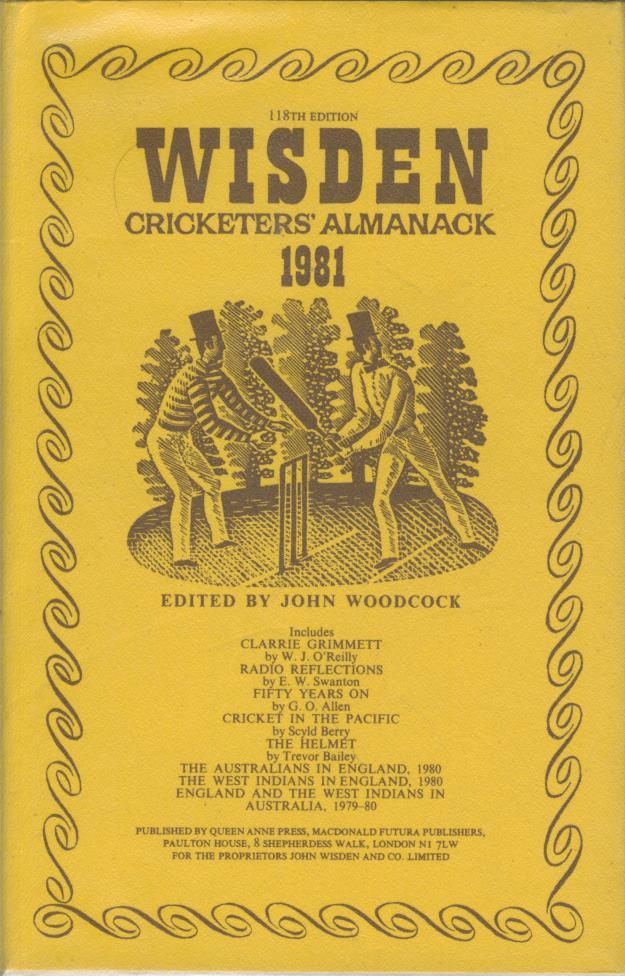 118TH EDITION
WISDEN
CRICKETERS' ALMANACK
1981
EDITED BY JOHN WOODCOCK
Includes
CLARRIE GRIMMETT
by W. J. O'Reilly
RADIO REFLECTIONS
by E. W. Swanton
FIFTY YEARS ON
by G. O. Allen
CRICKET IN THE PACIFIC
by Scyld Berry
THE HELMET
by Trevor Bailey
THE AUSTRALIANS IN ENGLAND, 1980
THE WEST INDIANS IN ENGLAND, 1980
ENGLAND AND THE WEST INDIANS IN
AUSTRALIA, 1979–80
PUBLISHED BY QUEEN ANNE PRESS, MACDONALD FUTURA PUBLISHERS,
PAULTON HOUSE, 8 SHEPHERDESS WALK, LONDON N1 7LW
FOR THE PROPRIETORS JOHN WISDEN AND CO. LIMITED